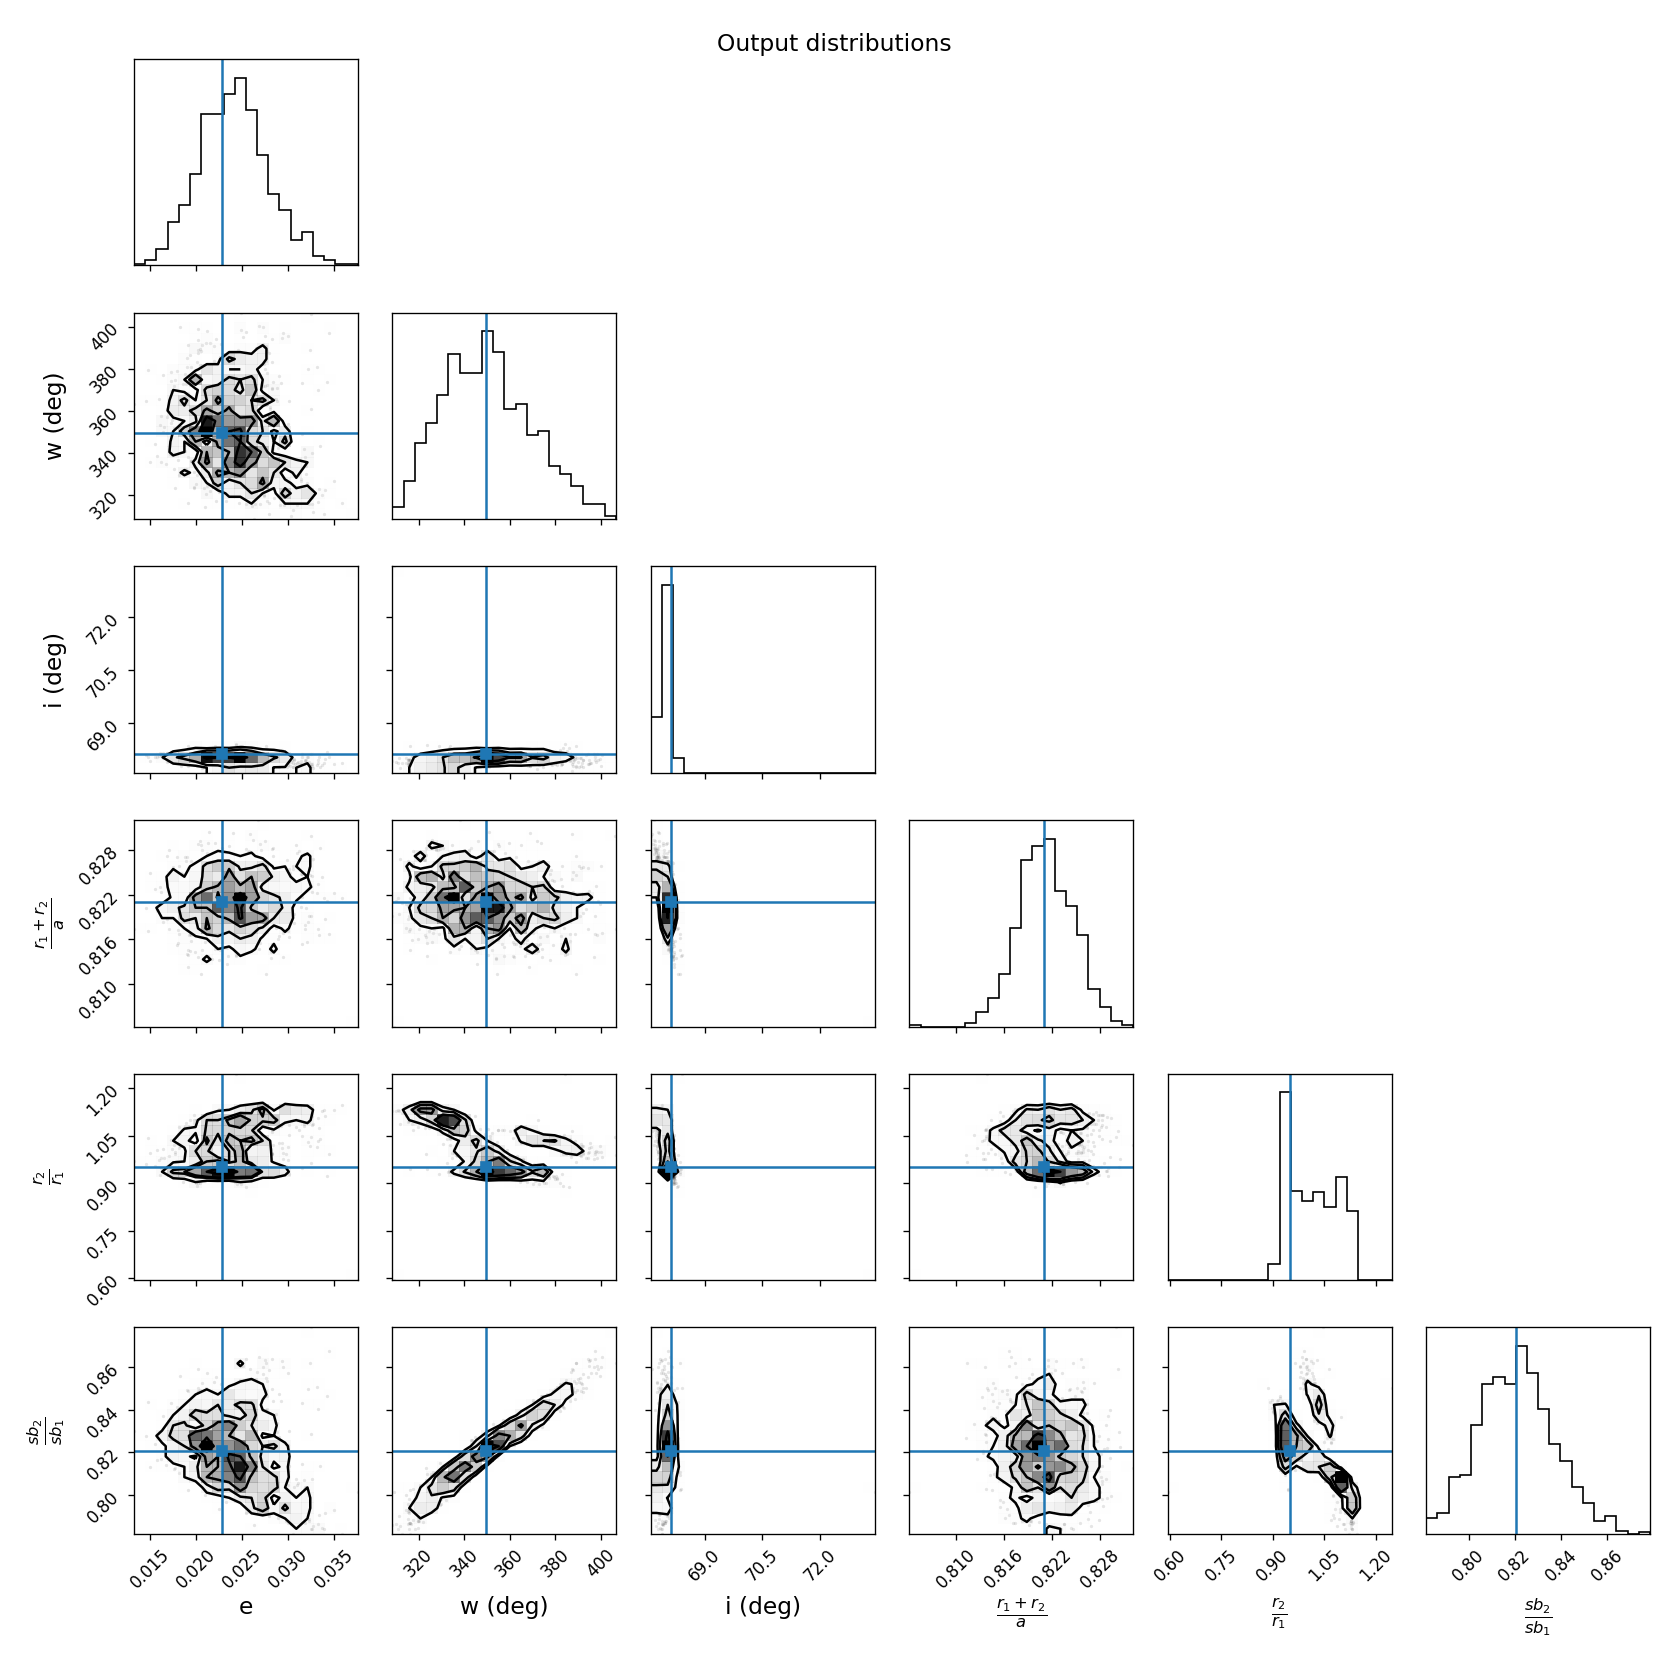 Output distributions
w (deg)
400
380
360
340
320
i (deg)
72.0
70.5
69.0
r₁ + r₂
a
0.828
0.822
0.816
0.810
r₂
r₁
1.20
1.05
0.90
0.75
0.60
sb₂
sb₁
0.86
0.84
0.82
0.80
0.015 0.020 0.025 0.030 0.035 320 340 360 380 400 69.0 70.5 72.0 0.810 0.816 0.822 0.828 0.60 0.75 0.90 1.05 1.20 0.80 0.82 0.84 0.86
e
w (deg)
i (deg)
r₁ + r₂
a
r₂
r₁
sb₂
sb₁